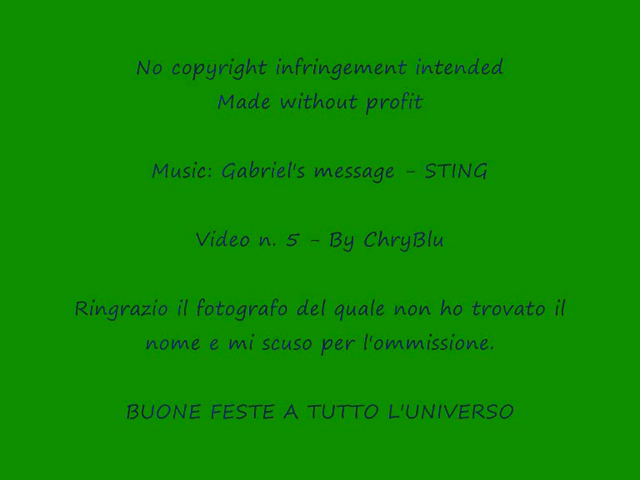 No copyright infringement intended
Made without profit
Music: Gabriel's message - STING
Video n. 5 - By ChryBlu
Ringrazio il fotografo del quale non ho trovato il
nome e mi scuso per l'ommissione.
BUONE FESTE A TUTTO L'UNIVERSO